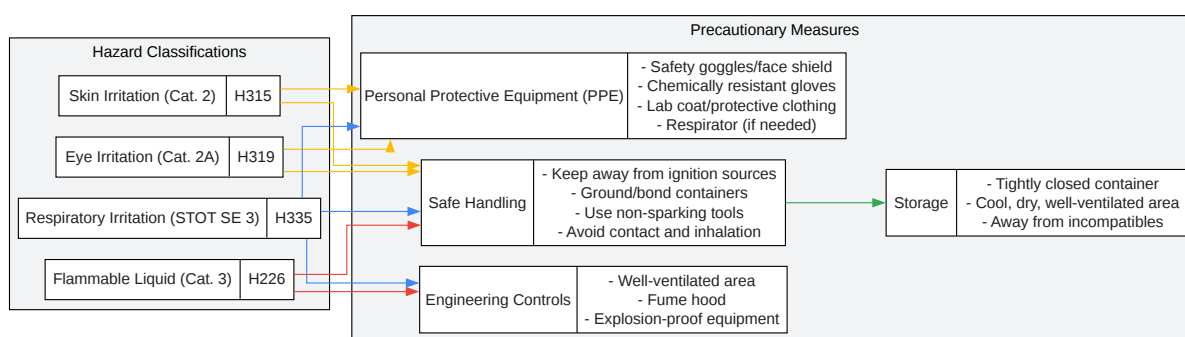 Hazard Classifications
Skin Irritation (Cat. 2)
H315
Eye Irritation (Cat. 2A)
H319
Respiratory Irritation (STOT SE 3)
H335
Flammable Liquid (Cat. 3)
H226
Precautionary Measures
Personal Protective Equipment (PPE)
- Safety goggles/face shield
- Chemically resistant gloves
- Lab coat/protective clothing
- Respirator (if needed)
Safe Handling
- Keep away from ignition sources
- Ground/bond containers
- Use non-sparking tools
- Avoid contact and inhalation
Engineering Controls
- Well-ventilated area
- Fume hood
- Explosion-proof equipment
Storage
- Tightly closed container
- Cool, dry, well-ventilated area
- Away from incompatibles